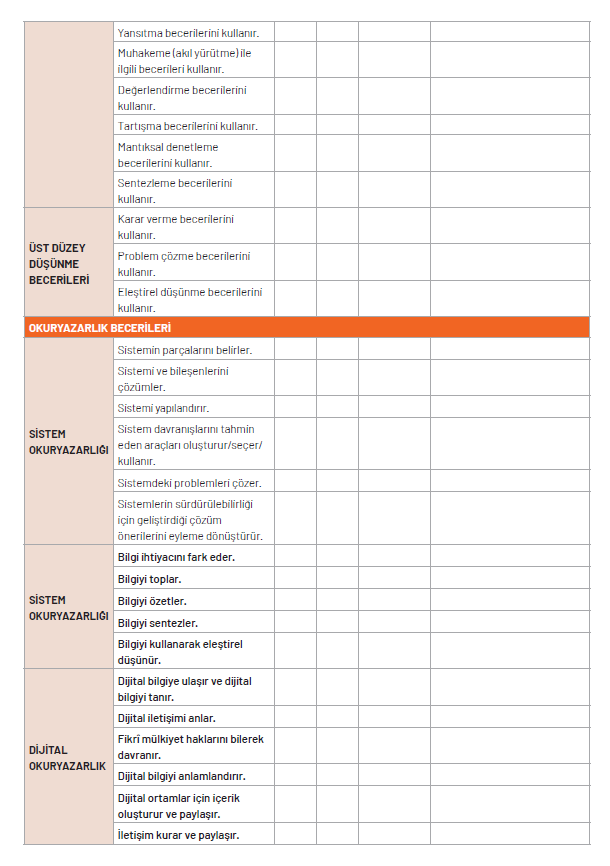 Yansıtma becerilerini kullanır.
Muhakeme (akıl yürütme) ile
ilgili becerileri kullanır.
Değerlendirme becerilerini
kullanır.
Tartışma becerilerini kullanır.
Mantıksal denetleme
becerilerini kullanır.
Sentezleme becerilerini
kullanır.
ÜST DÜZEY
DÜŞÜNME
BECERİLERİ
Karar verme becerilerini
kullanır.
Problem çözme becerilerini
kullanır.
Eleştirel düşünme becerilerini
kullanır.
OKURYAZARLIK BECERİLERİ
SİSTEM
OKURYAZARLIĞI
Sistemin parçalarını belirler.
Sistemi ve bileşenlerini
çözümler.
Sistemi yapılandırır.
Sistem davranışlarını tahmin
eden araçları oluşturur/seçer/
kullanır.
Sistemdeki problemleri çözer.
Sistemlerin sürdürülebilirliği
için geliştirdiği çözüm
önerilerini eyleme dönüştürür.
SİSTEM
OKURYAZARLIĞI
Bilgi ihtiyacını fark eder.
Bilgiyi toplar.
Bilgiyi özetler.
Bilgiyi sentezler.
Bilgiyi kullanarak eleştirel
düşünür.
DİJİTAL
OKURYAZARLIK
Dijital bilgiye ulaşır ve dijital
bilgiyi tanır.
Dijital iletişimi anlar.
Fikrî mülkiyet haklarını bilerek
davranır.
Dijital bilgiyi anlamlandırır.
Dijital ortamlar için içerik
oluşturur ve paylaşır.
İletişim kurar ve paylaşır.